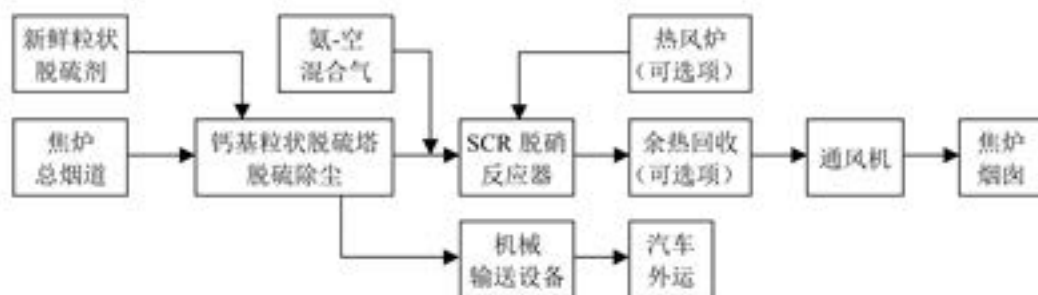 新鲜粒状
脱硫剂
氨-空
混合气
热风炉
（可选项）
焦炉
总烟道
钙基粒状脱硫塔
脱硫除尘
SCR 脱硝
反应器
余热回收
（可选项）
通风机
焦炉
烟囱
机械
输送设备
汽车
外运